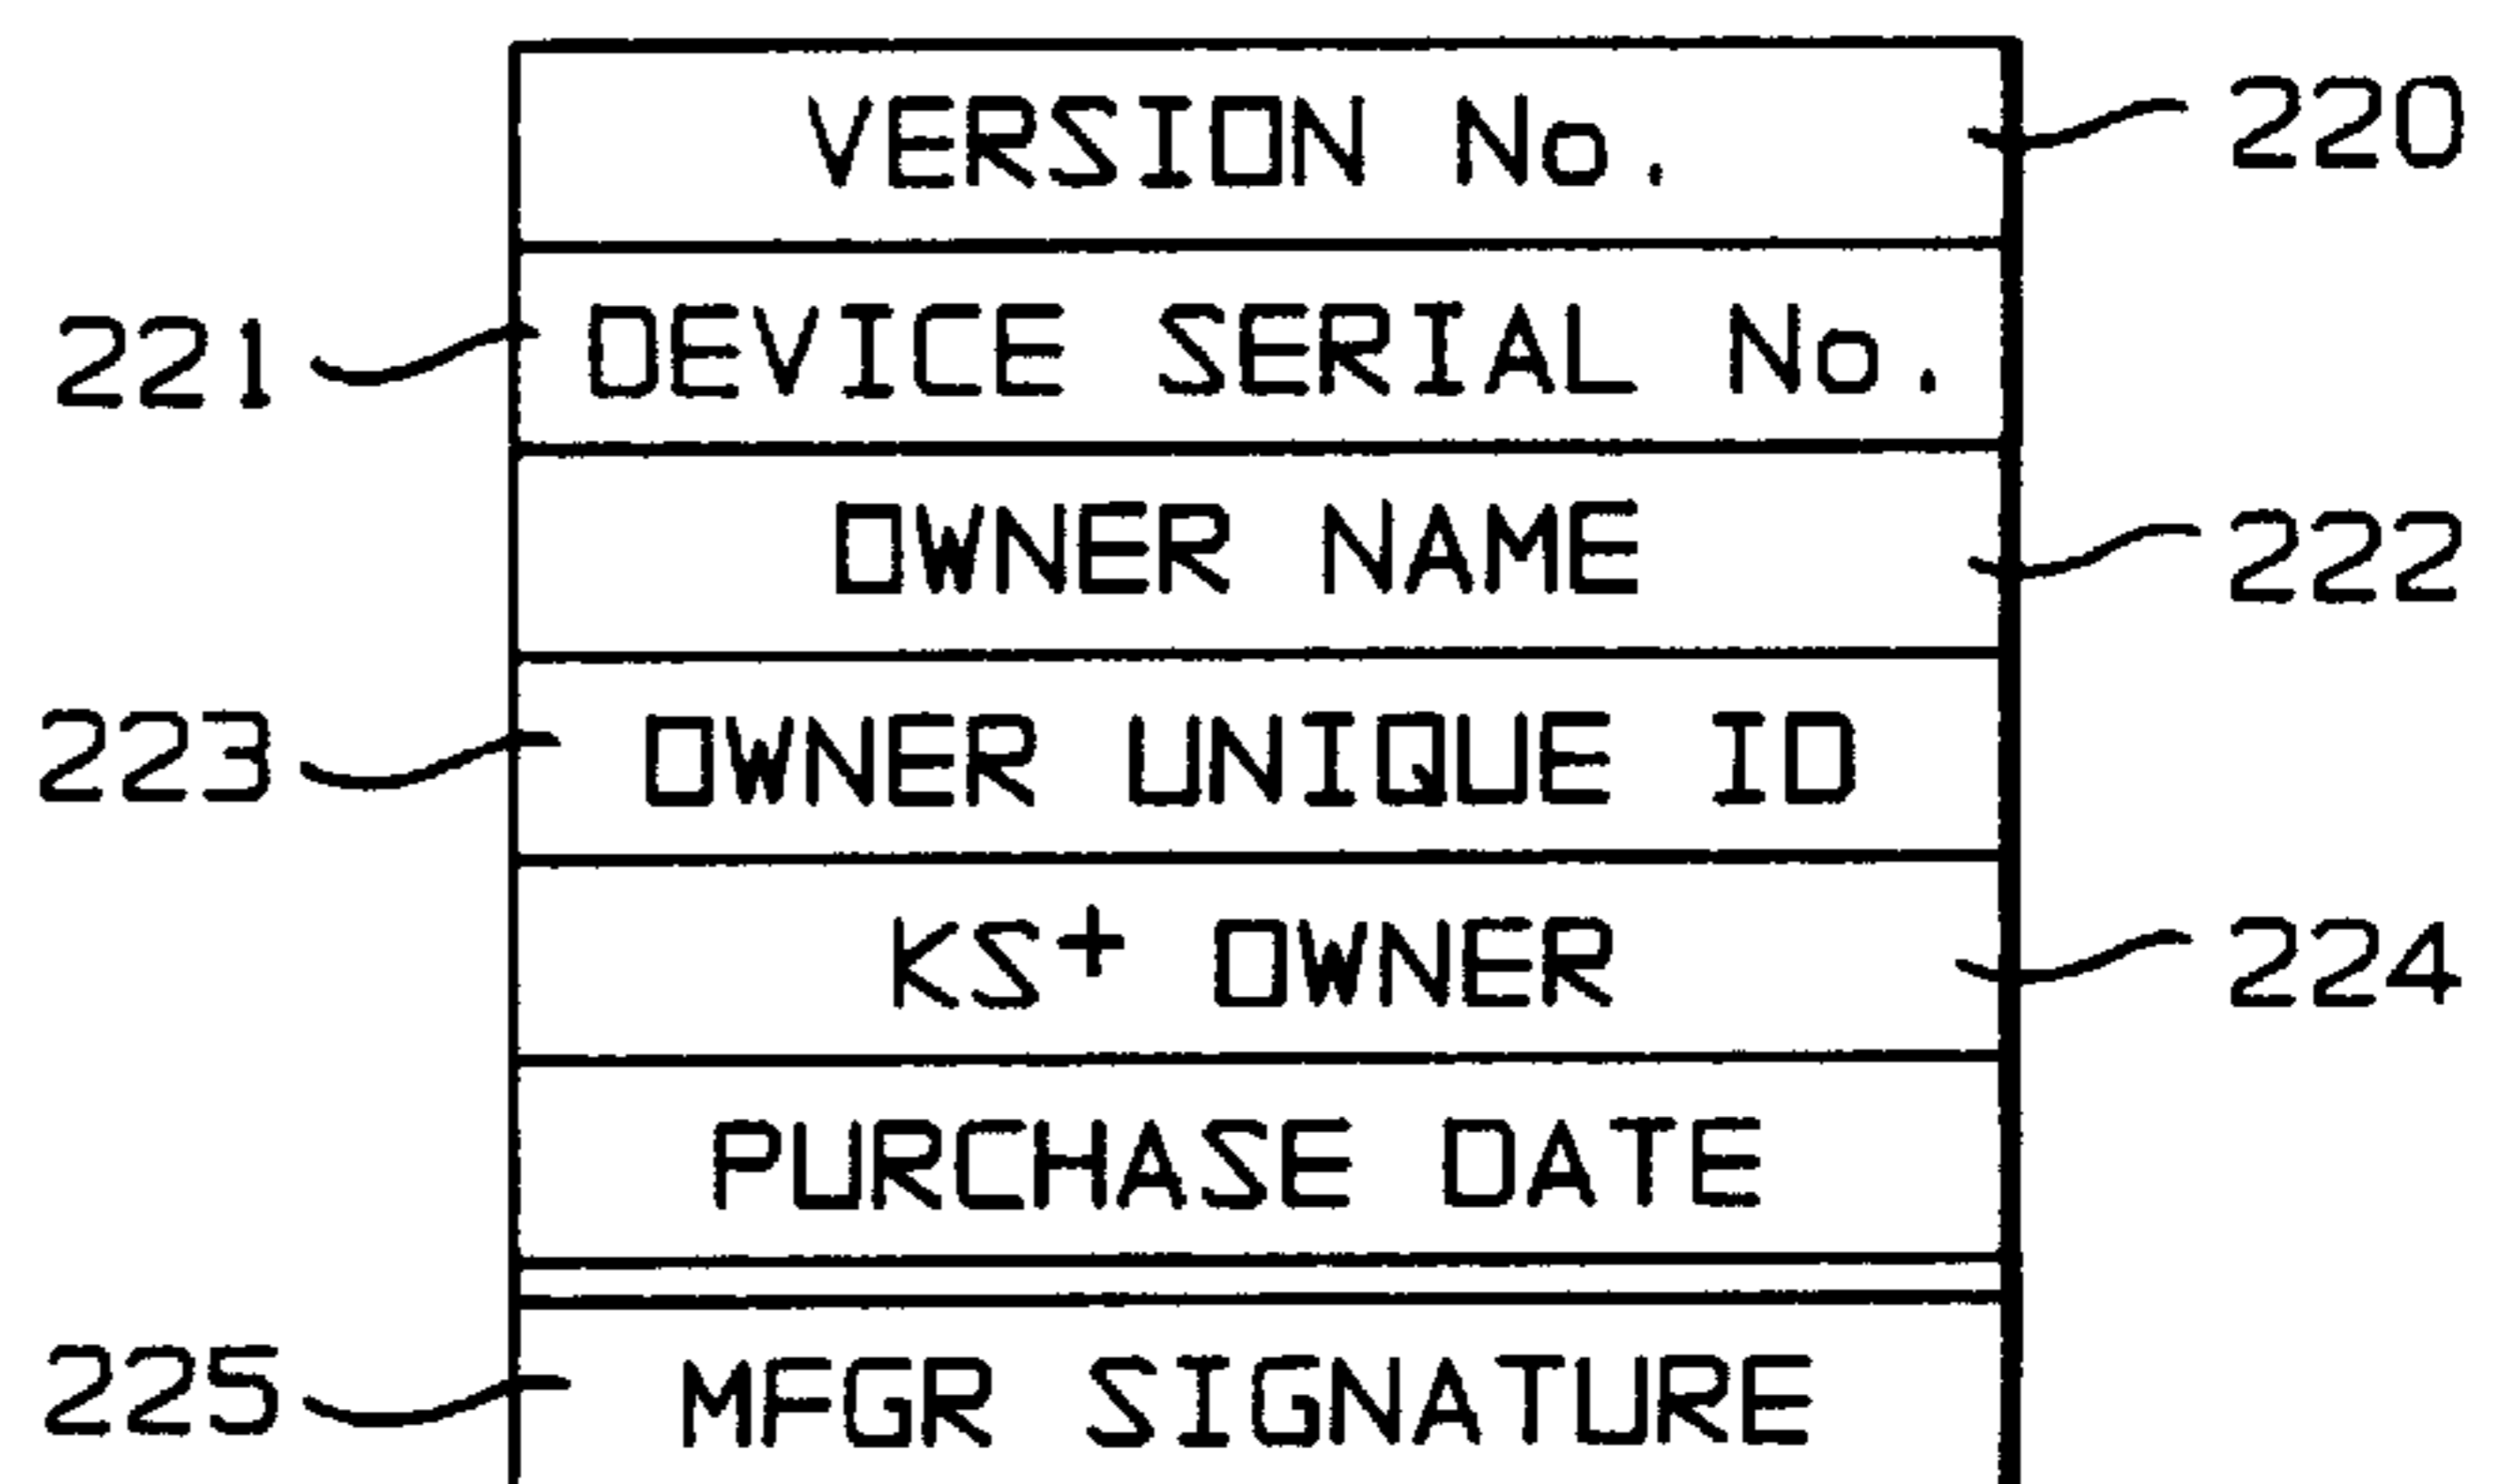 VERSION No. 220
221 DEVICE SERIAL No.
OWNER NAME 222
223 OWNER UNIQUE ID
KS+ OWNER 224
PURCHASE DATE
225 MFGR SIGNATURE